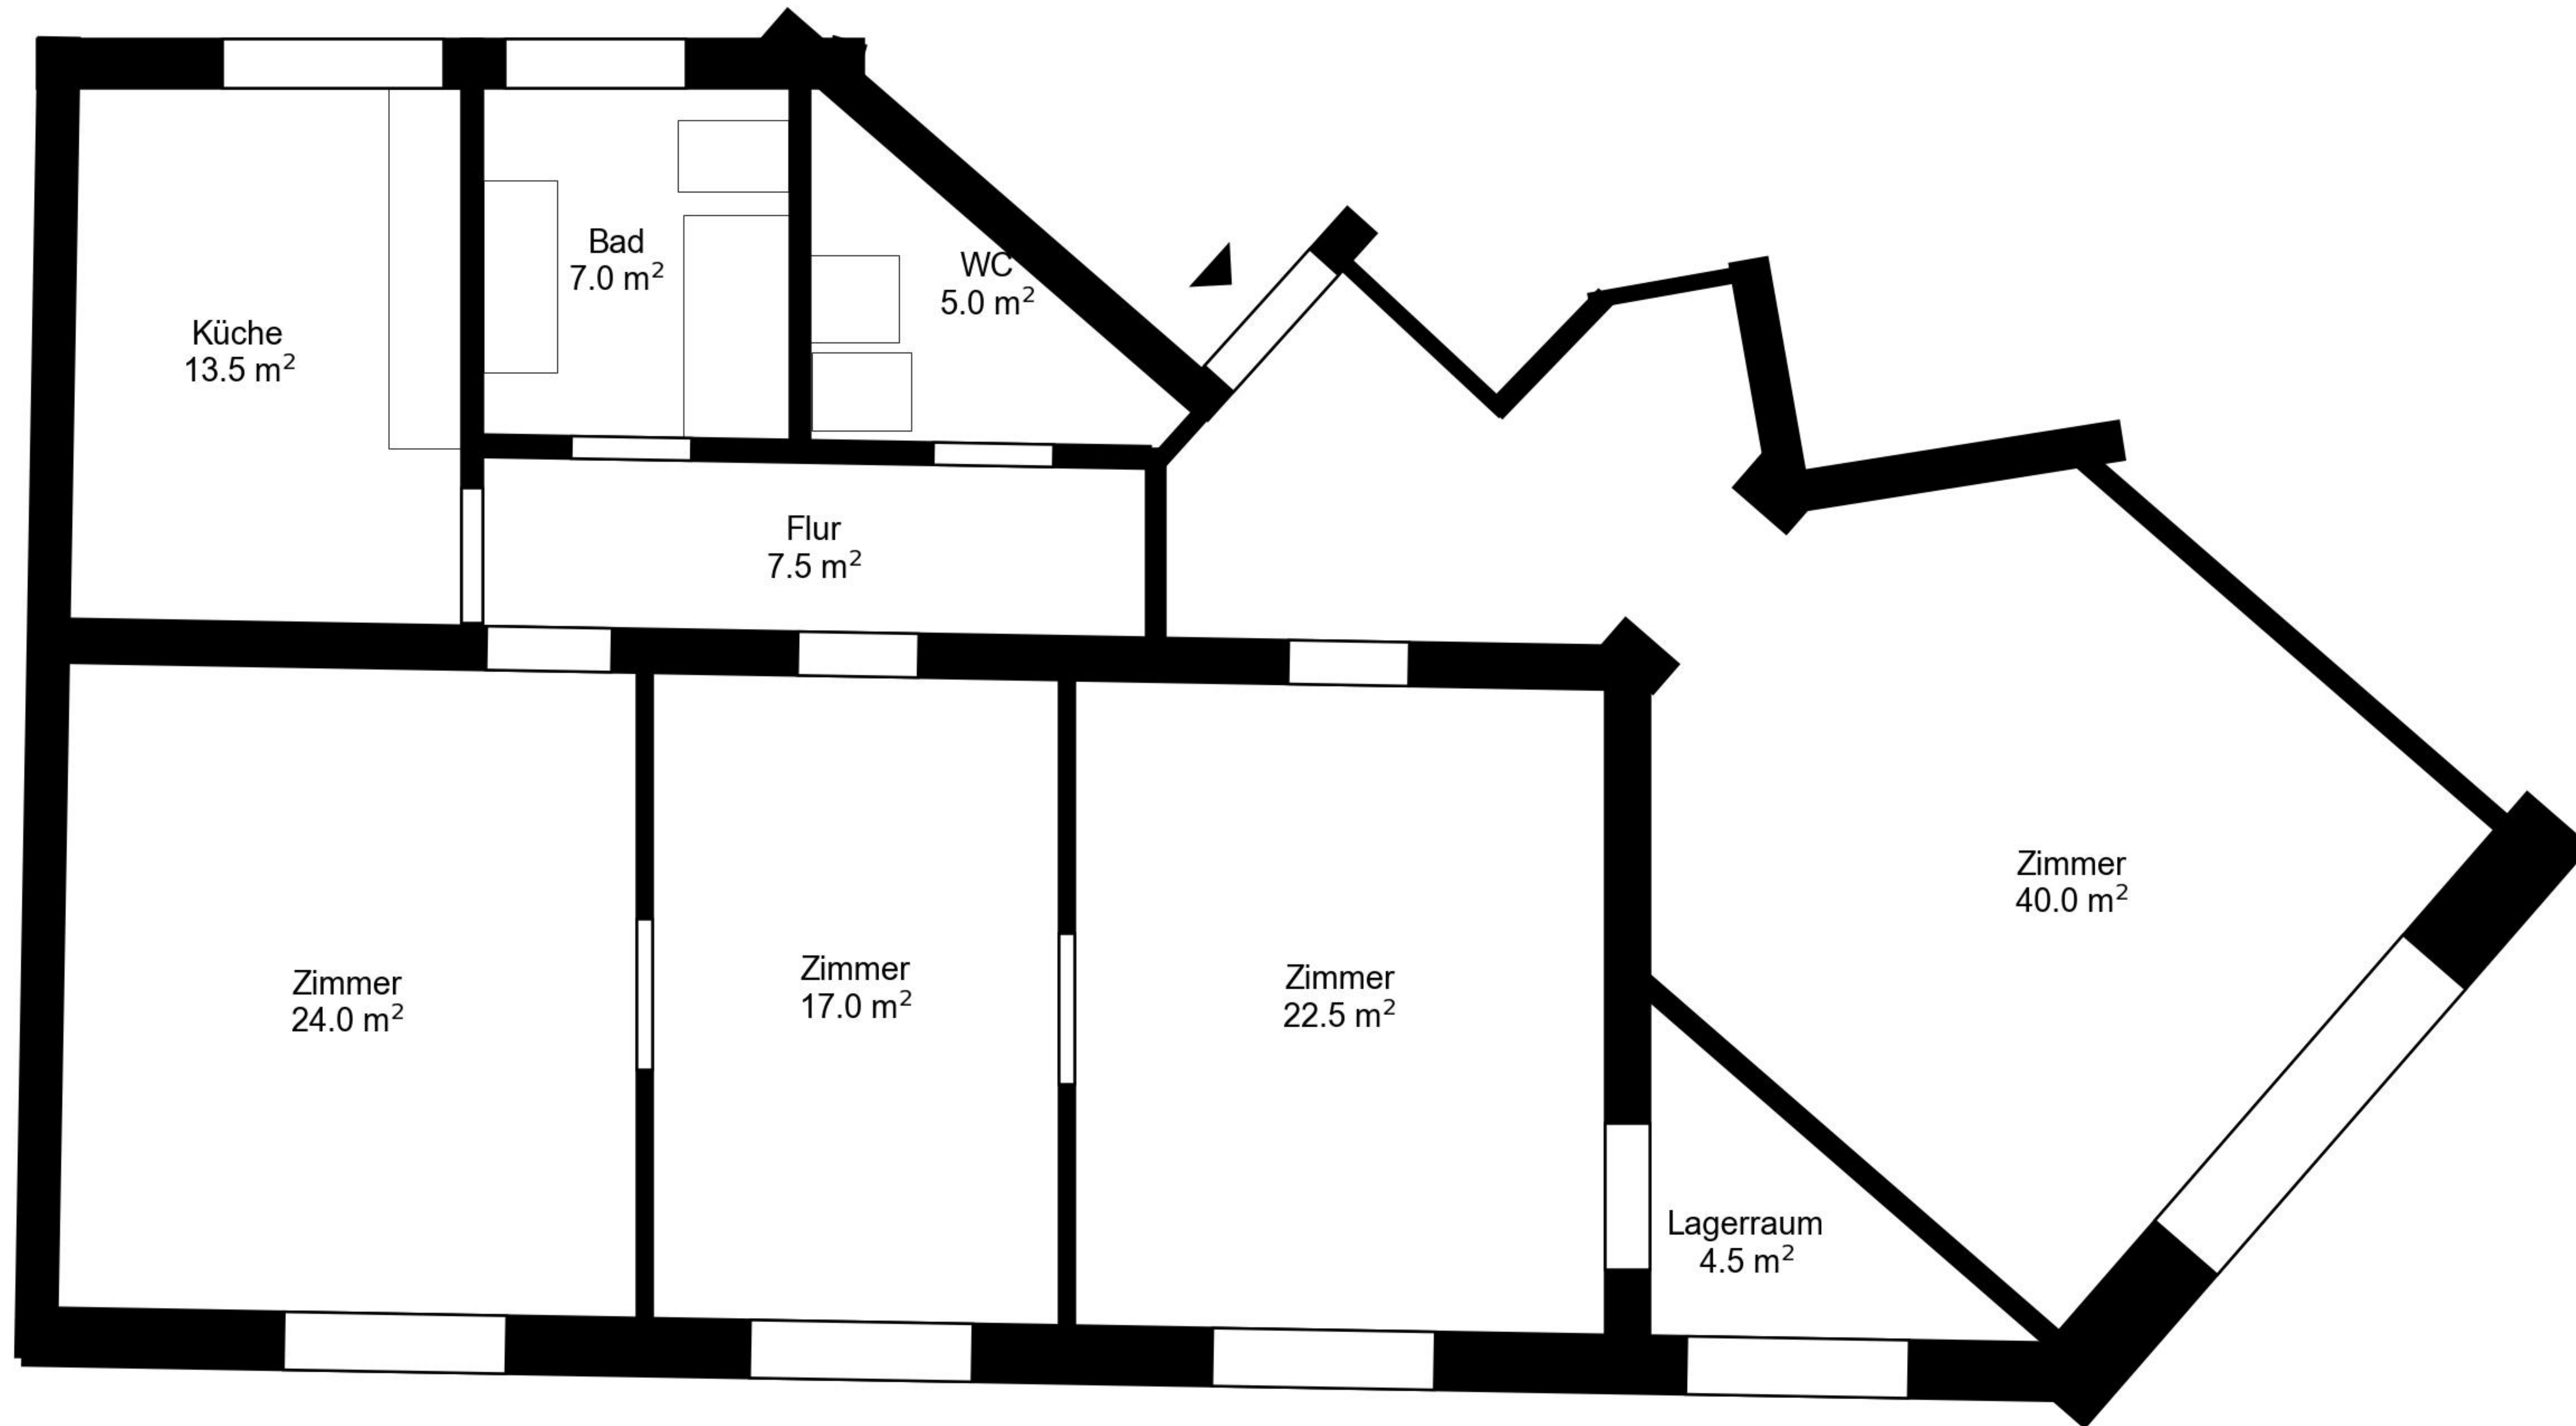 Bad
7.0 m²
WC
5.0 m²
Küche
13.5 m²
Flur
7.5 m²
Zimmer
40.0 m²
Zimmer
24.0 m²
Zimmer
17.0 m²
Zimmer
22.5 m²
Lagerraum
4.5 m²